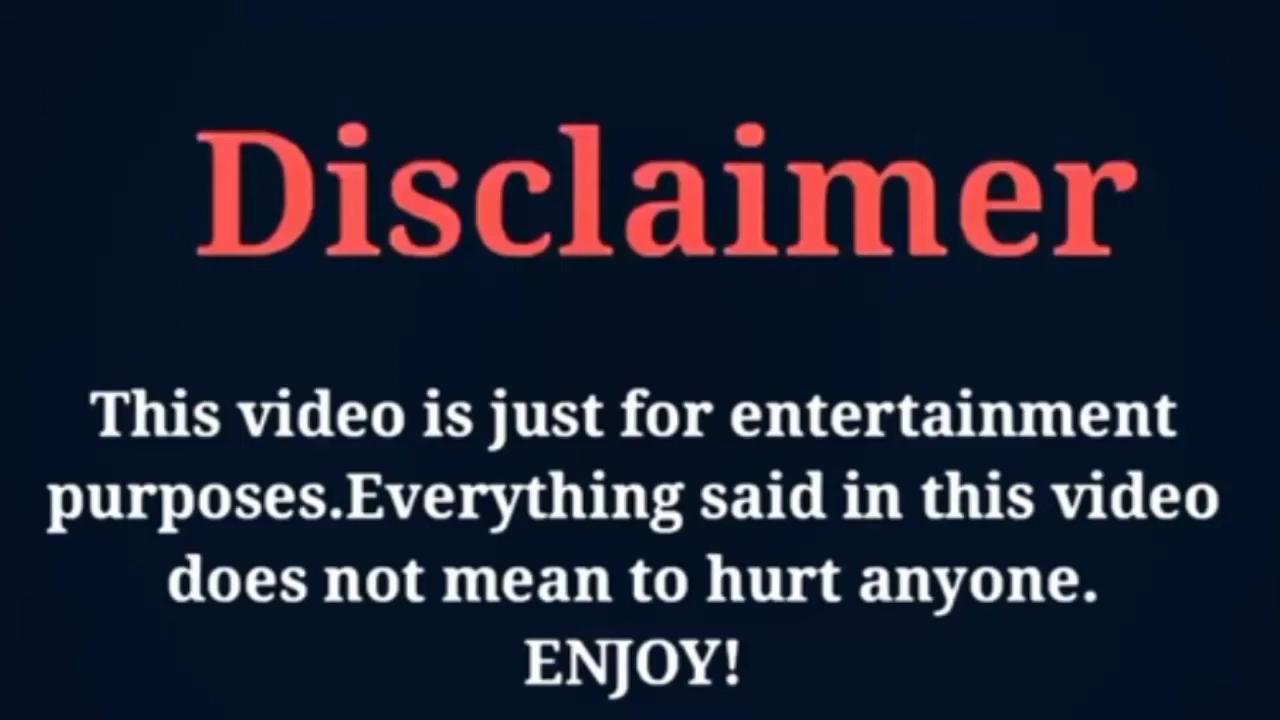 Disclaimer
This video is just for entertainment
purposes.Everything said in this video
does not mean to hurt anyone.
ENJOY!